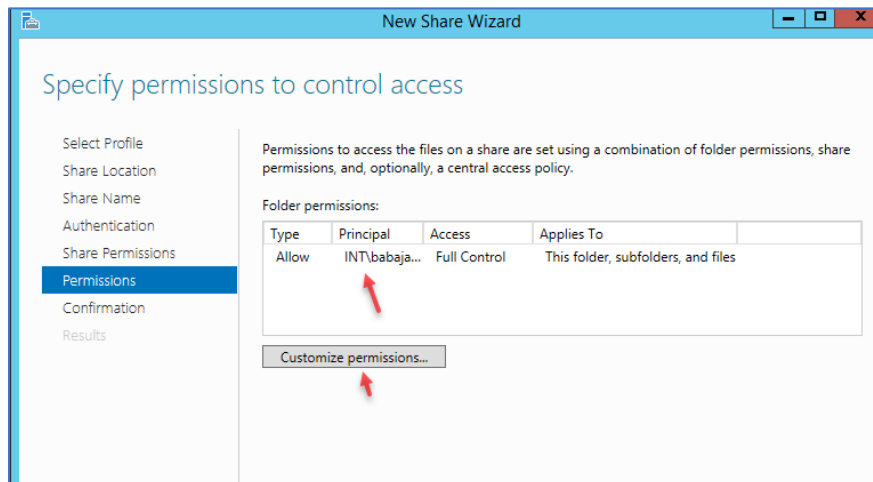 New Share Wizard
Specify permissions to control access
Select Profile
Share Location
Share Name
Authentication
Share Permissions
Permissions
Confirmation
Results
Permissions to access the files on a share are set using a combination of folder permissions, share
permissions, and, optionally, a central access policy.
Folder permissions:
Type Principal Access Applies To
Allow INT\babaja... Full Control This folder, subfolders, and files
Customize permissions...